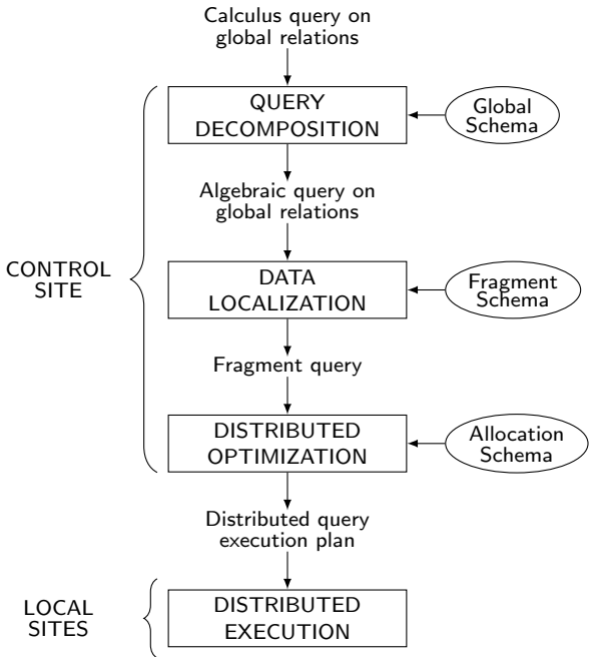 Calculus query on
global relations
QUERY
DECOMPOSITION
Global
Schema
Algebraic query on
global relations
CONTROL
SITE
DATA
LOCALIZATION
Fragment
Schema
Fragment query
DISTRIBUTED
OPTIMIZATION
Allocation
Schema
Distributed query
execution plan
LOCAL
SITES
DISTRIBUTED
EXECUTION